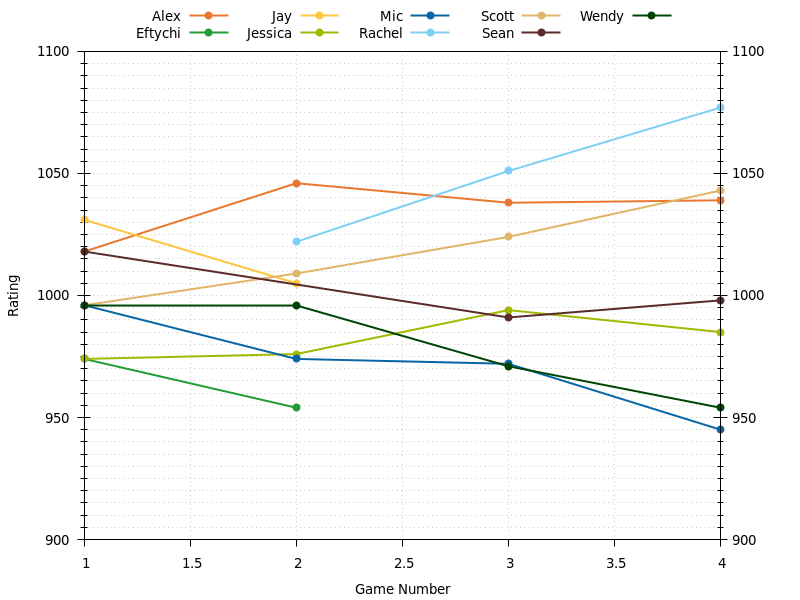 Alex Jay Mic Scott Wendy
Eftychi Jessica Rachel Sean
1100 1100
1050 1050
1000 1000
950 950
900 900
Rating
1 1.5 2 2.5 3 3.5 4
Game Number